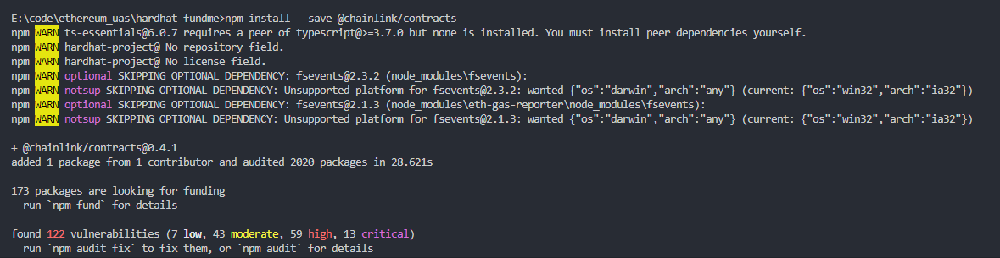 E:\code\ethereum_uas\hardhat-fundme>npm install --save @chainlink/contracts
npm WARN ts-essentials@6.0.7 requires a peer of typescript@>=3.7.0 but none is installed. You must install peer dependencies yourself.
npm WARN hardhat-project@ No repository field.
npm WARN hardhat-project@ No license field.
npm WARN optional SKIPPING OPTIONAL DEPENDENCY: fsevents@2.3.2 (node_modules\fsevents):
npm WARN notsup SKIPPING OPTIONAL DEPENDENCY: Unsupported platform for fsevents@2.3.2: wanted {"os":"darwin","arch":"any"} (current: {"os":"win32","arch":"ia32"})
npm WARN optional SKIPPING OPTIONAL DEPENDENCY: fsevents@2.1.3 (node_modules\eth-gas-reporter\node_modules\fsevents):
npm WARN notsup SKIPPING OPTIONAL DEPENDENCY: Unsupported platform for fsevents@2.1.3: wanted {"os":"darwin","arch":"any"} (current: {"os":"win32","arch":"ia32"})
+ @chainlink/contracts@0.4.1
added 1 package from 1 contributor and audited 2020 packages in 28.621s
173 packages are looking for funding
run `npm fund` for details
found 122 vulnerabilities (7 low, 43 moderate, 59 high, 13 critical)
run `npm audit fix` to fix them, or `npm audit` for details